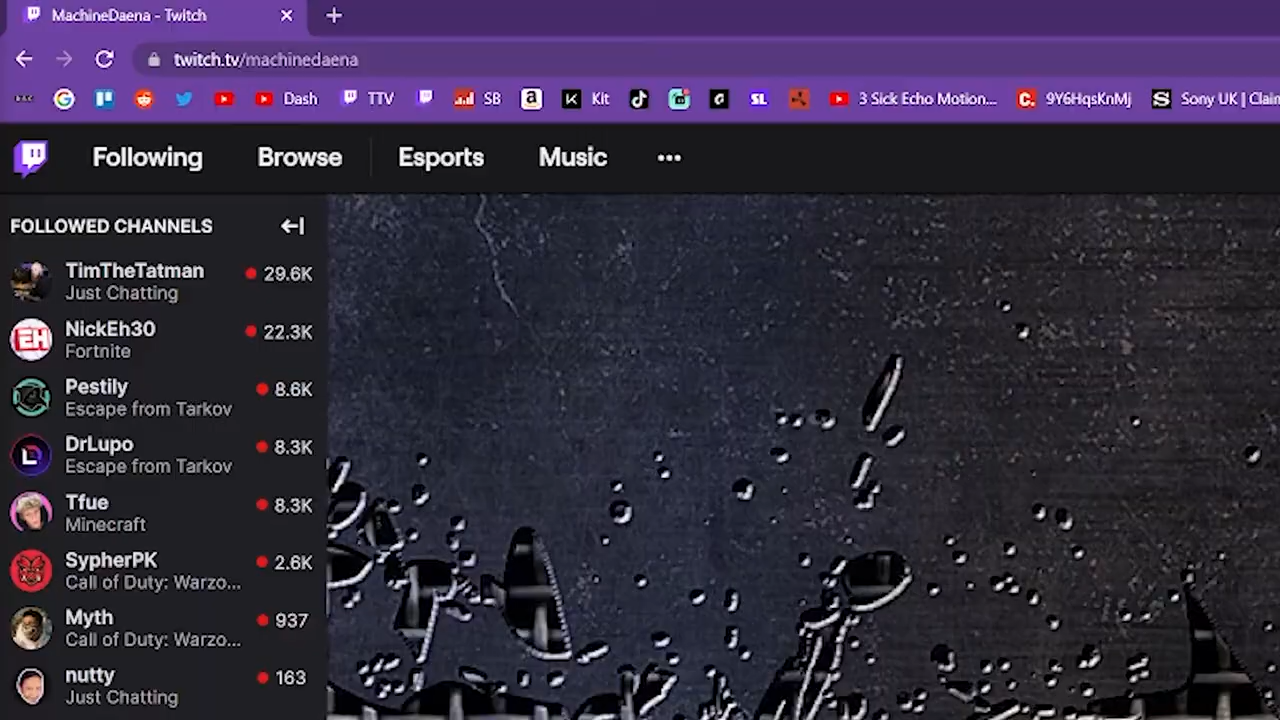 MachineDaena - Twitch
twitch.tv/machinedaena
Dash TTV SB Kit 3 Sick Echo Motion... 9Y6HqsKnMj Sony UK | Clain
Following Browse Esports Music
FOLLOWED CHANNELS
TimTheTatman 29.6K
Just Chatting
NickEh30 22.3K
Fortnite
Pestily 8.6K
Escape from Tarkov
DrLupo 8.3K
Escape from Tarkov
Tfue 8.3K
Minecraft
SypherPK 2.6K
Call of Duty: Warzo...
Myth 937
Call of Duty: Warzo...
nutty 163
Just Chatting